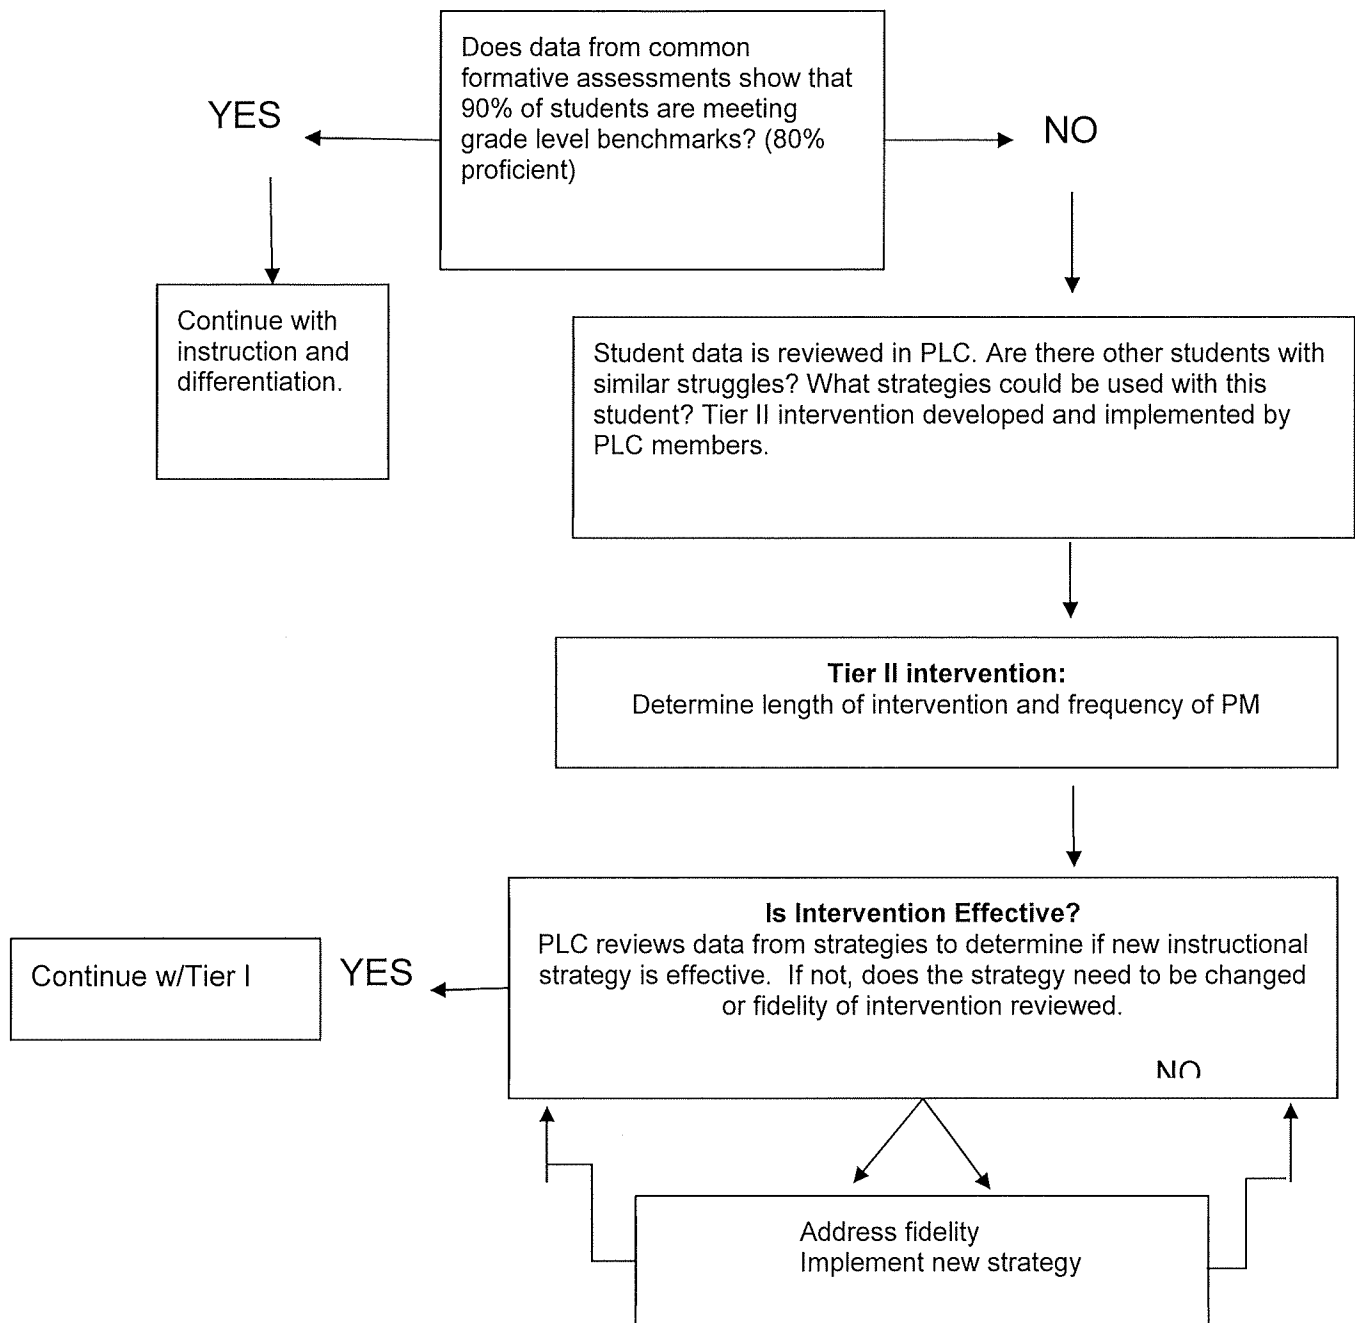 Does data from common
formative assessments show that
90% of students are meeting
grade level benchmarks? (80%
proficient)
YES
NO
Continue with
instruction and
differentiation.
Student data is reviewed in PLC. Are there other students with
similar struggles? What strategies could be used with this
student? Tier II intervention developed and implemented by
PLC members.
Tier II intervention:
Determine length of intervention and frequency of PM
Is Intervention Effective?
PLC reviews data from strategies to determine if new instructional
strategy is effective. If not, does the strategy need to be changed
or fidelity of intervention reviewed.
NO
YES
Continue w/Tier I
Address fidelity
Implement new strategy